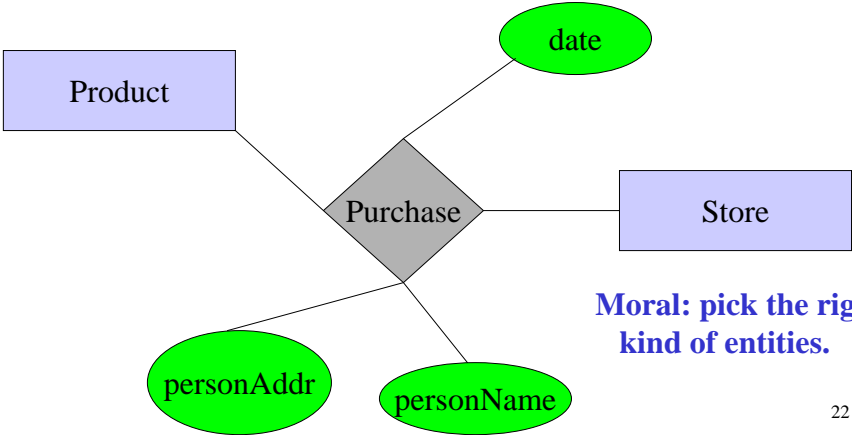 date
Product
Purchase
Store
Moral: pick the rig
kind of entities.
personAddr
personName
22